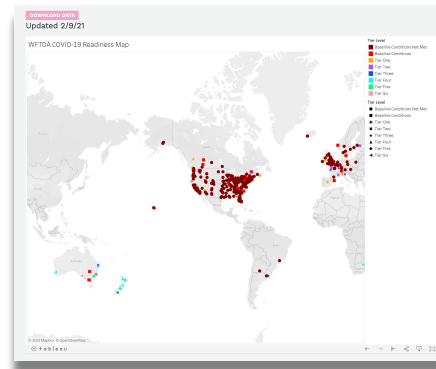 DOWNLOAD DATA
Updated 2/9/21
WFTDA COVID-19 Readiness Map
Tier Level
Baseline Conditions Not Met
Baseline Conditions
Tier One
Tier Two
Tier Three
Tier Four
Tier Five
Tier Six
Tier Level
Baseline Conditions Not Met
Baseline Conditions
Tier One
Tier Two
Tier Three
Tier Four
Tier Five
Tier Six
© 2021 Mapbox © OpenStreetMap
+ a b l e a u